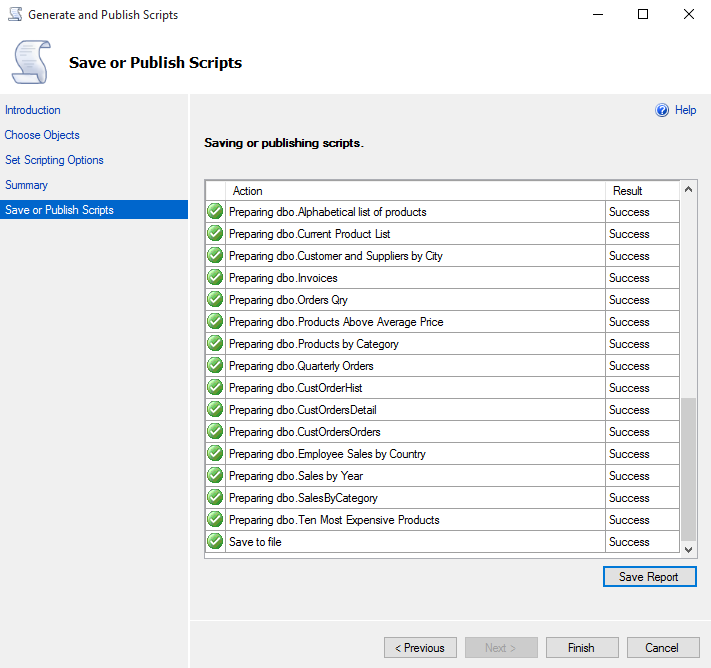 Generate and Publish Scripts
Save or Publish Scripts
Introduction
Choose Objects
Set Scripting Options
Summary
Save or Publish Scripts
Help
Saving or publishing scripts.
Action Result
Preparing dbo.Alphabetical list of products Success
Preparing dbo.Current Product List Success
Preparing dbo.Customer and Suppliers by City Success
Preparing dbo.Invoices Success
Preparing dbo.Orders Qry Success
Preparing dbo.Products Above Average Price Success
Preparing dbo.Products by Category Success
Preparing dbo.Quarterly Orders Success
Preparing dbo.CustOrderHist Success
Preparing dbo.CustOrdersDetail Success
Preparing dbo.CustOrdersOrders Success
Preparing dbo.Employee Sales by Country Success
Preparing dbo.Sales by Year Success
Preparing dbo.SalesByCategory Success
Preparing dbo.Ten Most Expensive Products Success
Save to file Success
Save Report
< Previous Next > Finish Cancel